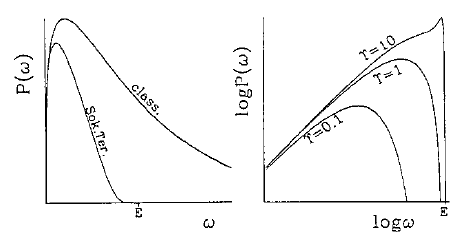 P(ω)
class.
Sok.Ter.
E
ω
logP(ω)
T=10
T=1
T=0.1
E
logω